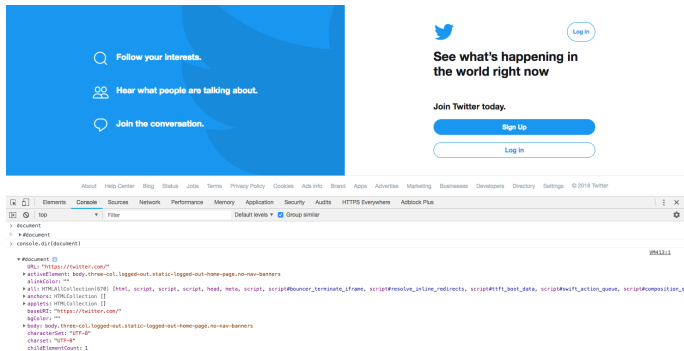 Log in
Follow your interests.
See what's happening in
the world right now
Hear what people are talking about.
Join Twitter today.
Join the conversation.
Sign Up
Log in
About Help Center Blog Status Jobs Terms Privacy Policy Cookies Ads info Brand Apps Advertise Marketing Businesses Developers Directory Settings © 2018 Twitter
Elements Console Sources Network Performance Memory Application Security Audits HTTPS Everywhere Adblock Plus
top Filter Default levels ▼ Group similar
> document
< ▶ #document
> console.dir(document)
VM413:1
▼ #document
URL: "https://twitter.com/"
▶ activeElement: body.three-col.logged-out.static-logged-out-home-page.no-nav-banners
alinkColor: ""
▶ all: HTMLAllCollection(670) [html, script, script, script, head, meta, script, script#bouncer_terminate_iframe, script#resolve_inline_redirects, script#ttft_boot_data, script#swift_action_queue, script#composition_s
▶ anchors: HTMLCollection []
▶ applets: HTMLCollection []
baseURI: "https://twitter.com/"
bgColor: ""
▶ body: body.three-col.logged-out.static-logged-out-home-page.no-nav-banners
characterSet: "UTF-8"
charset: "UTF-8"
childElementCount: 1